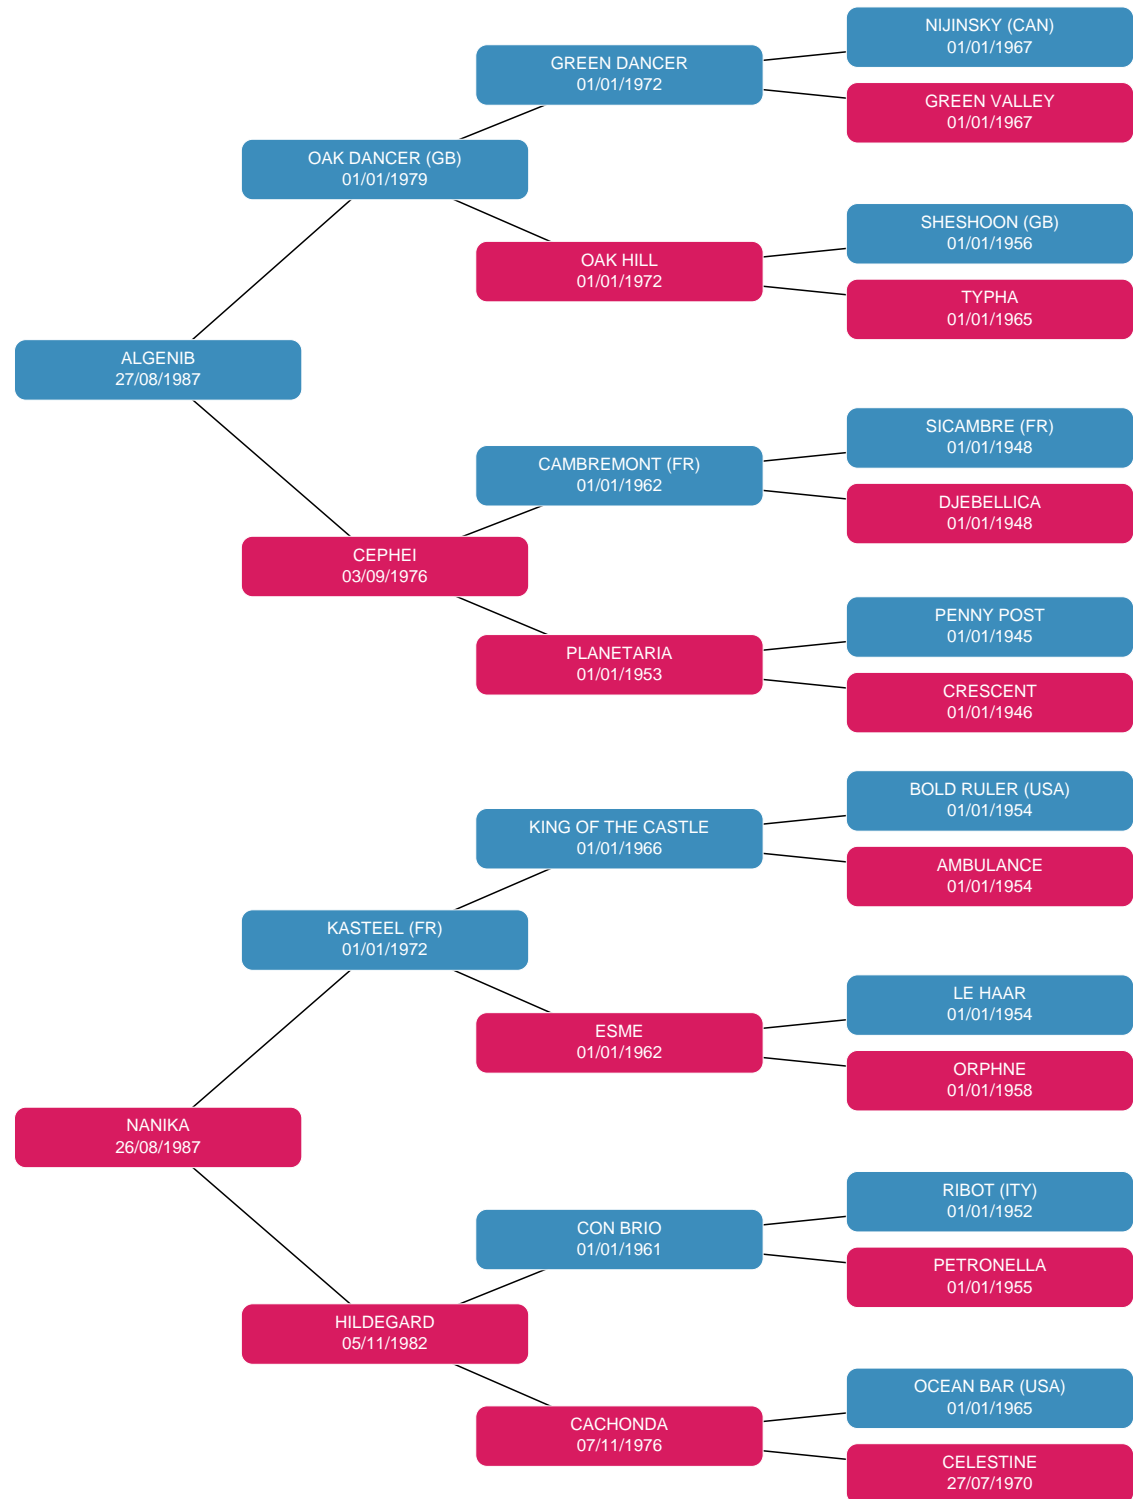 NIJINSKY (CAN)
01/01/1967
GREEN DANCER
01/01/1972
GREEN VALLEY
01/01/1967
OAK DANCER (GB)
01/01/1979
SHESHOON (GB)
01/01/1956
OAK HILL
01/01/1972
TYPHA
01/01/1965
ALGENIB
27/08/1987
SICAMBRE (FR)
01/01/1948
CAMBREMONT (FR)
01/01/1962
DJEBELLICA
01/01/1948
CEPHEI
03/09/1976
PENNY POST
01/01/1945
PLANETARIA
01/01/1953
CRESCENT
01/01/1946
BOLD RULER (USA)
01/01/1954
KING OF THE CASTLE
01/01/1966
AMBULANCE
01/01/1954
KASTEEL (FR)
01/01/1972
LE HAAR
01/01/1954
ESME
01/01/1962
ORPHNE
01/01/1958
NANIKA
26/08/1987
RIBOT (ITY)
01/01/1952
CON BRIO
01/01/1961
PETRONELLA
01/01/1955
HILDEGARD
05/11/1982
OCEAN BAR (USA)
01/01/1965
CACHONDA
07/11/1976
CELESTINE
27/07/1970